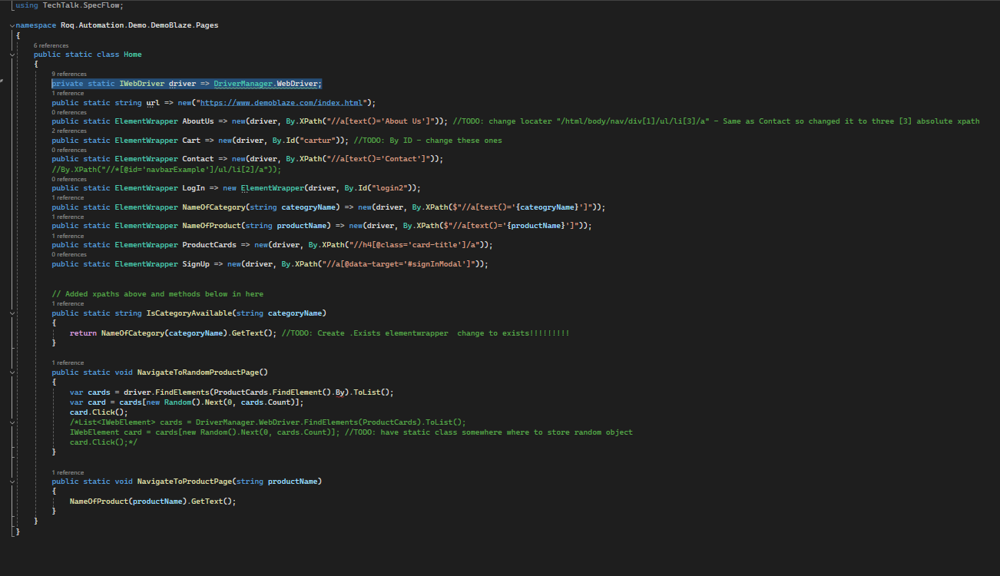 using TechTalk.SpecFlow;
namespace Roq.Automation.Demo.DemoBlaze.Pages
{
6 references
public static class Home
{
9 references
private static IWebDriver driver => DriverManager.WebDriver;
1 reference
public static string url => new("https://www.demoblaze.com/index.html");
0 references
public static ElementWrapper AboutUs => new(driver, By.XPath("//a[text()='About Us']")); //TODO: change locater "/html/body/nav/div[1]/ul/li[3]/a" - Same as Contact so changed it to three [3] absolute xpath
2 references
public static ElementWrapper Cart => new(driver, By.Id("cartur")); //TODO: By ID - change these ones
0 references
public static ElementWrapper Contact => new(driver, By.XPath("//a[text()='Contact']"));
//By.XPath("//*[@id='navbarExample']/ul/li[2]/a"));
0 references
public static ElementWrapper LogIn => new ElementWrapper(driver, By.Id("login2"));
1 reference
public static ElementWrapper NameOfCategory(string cateogryName) => new(driver, By.XPath($"//a[text()='{cateogryName}']"));
1 reference
public static ElementWrapper NameOfProduct(string productName) => new(driver, By.XPath($"//a[text()='{productName}']"));
1 reference
public static ElementWrapper ProductCards => new(driver, By.XPath("//h4[@class='card-title']/a"));
0 references
public static ElementWrapper SignUp => new(driver, By.XPath("//a[@data-target='#signInModal']"));
// Added xpaths above and methods below in here
1 reference
public static string IsCategoryAvailable(string categoryName)
{
return NameOfCategory(categoryName).GetText(); //TODO: Create .Exists elementwrapper  change to exists!!!!!!!!!
}
1 reference
public static void NavigateToRandomProductPage()
{
var cards = driver.FindElements(ProductCards.FindElement().By).ToList();
var card = cards[new Random().Next(0, cards.Count)];
card.Click();
/*List<IWebElement> cards = DriverManager.WebDriver.FindElements(ProductCards).ToList();
IWebElement card = cards[new Random().Next(0, cards.Count)]; //TODO: have static class somewhere where to store random object
card.Click();*/
}
1 reference
public static void NavigateToProductPage(string productName)
{
NameOfProduct(productName).GetText();
}
}
}